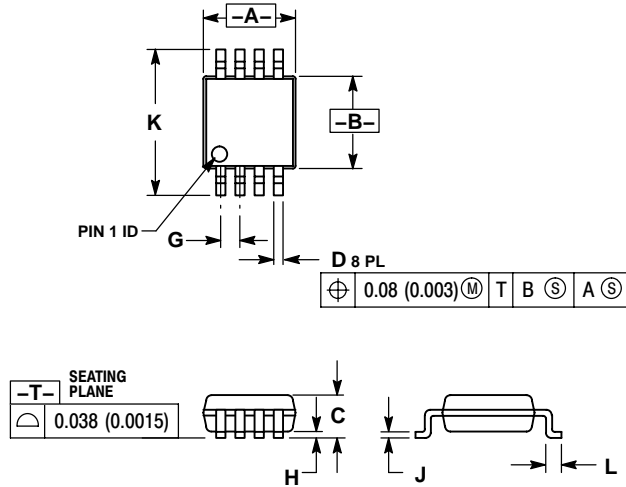 –A–
K
–B–
PIN 1 ID
G
D 8 PL
⌖ 0.08 (0.003) Ⓜ T B Ⓢ A Ⓢ
–T– SEATING PLANE
⌓ 0.038 (0.0015)
C
H
J
L